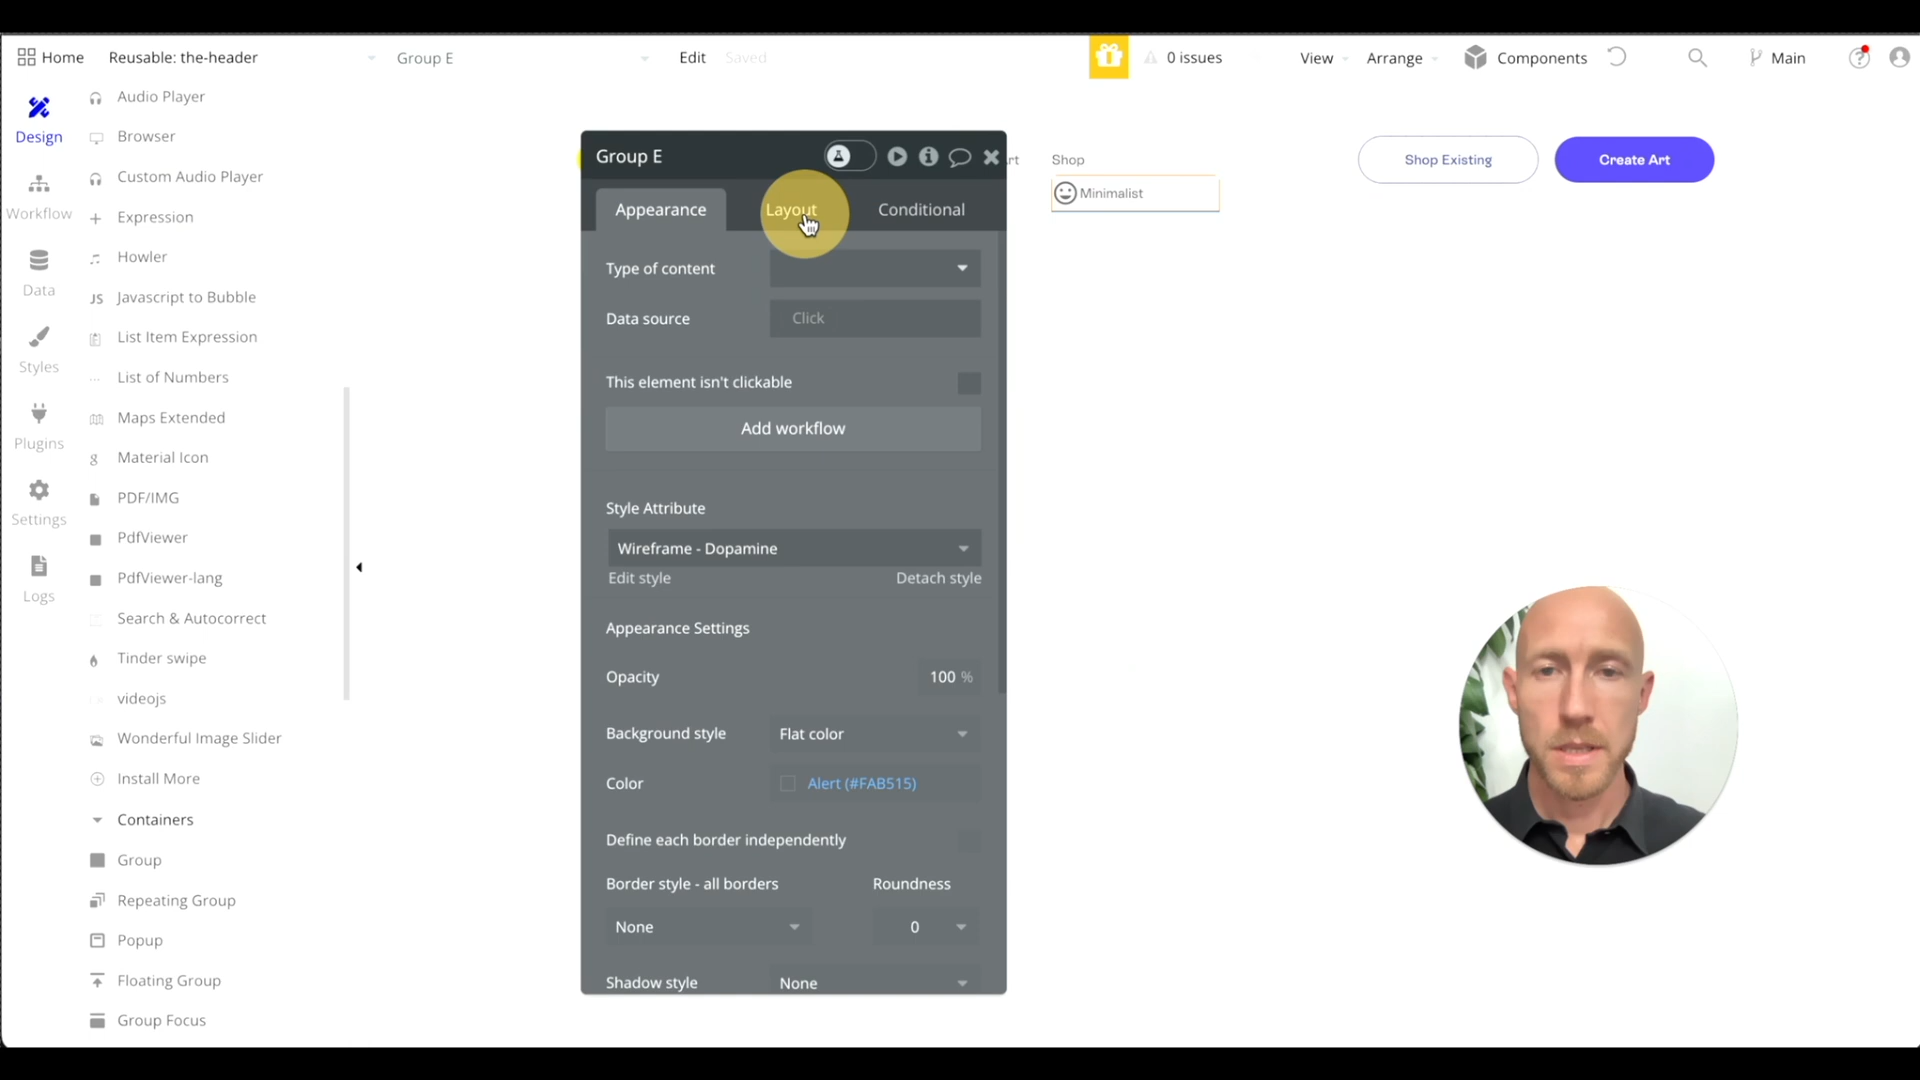 Home
Reusable: the-header
Group E
Edit
Saved
0 issues
View
Arrange
Components
Main
Design
Workflow
Data
Styles
Plugins
Settings
Logs
Audio Player
Browser
Custom Audio Player
Expression
Howler
JS Javascript to Bubble
List Item Expression
List of Numbers
Maps Extended
g Material Icon
PDF/IMG
PdfViewer
PdfViewer-lang
Search & Autocorrect
Tinder swipe
videojs
Wonderful Image Slider
Install More
Containers
Group
Repeating Group
Popup
Floating Group
Group Focus
Group E
Appearance
Layout
Conditional
Type of content
Data source
Click
This element isn't clickable
Add workflow
Style Attribute
Wireframe - Dopamine
Edit style
Detach style
Appearance Settings
Opacity
100 %
Background style
Flat color
Color
Alert (#FAB515)
Define each border independently
Border style - all borders
Roundness
None
0
Shadow style
None
rt
Shop
Minimalist
Shop Existing
Create Art